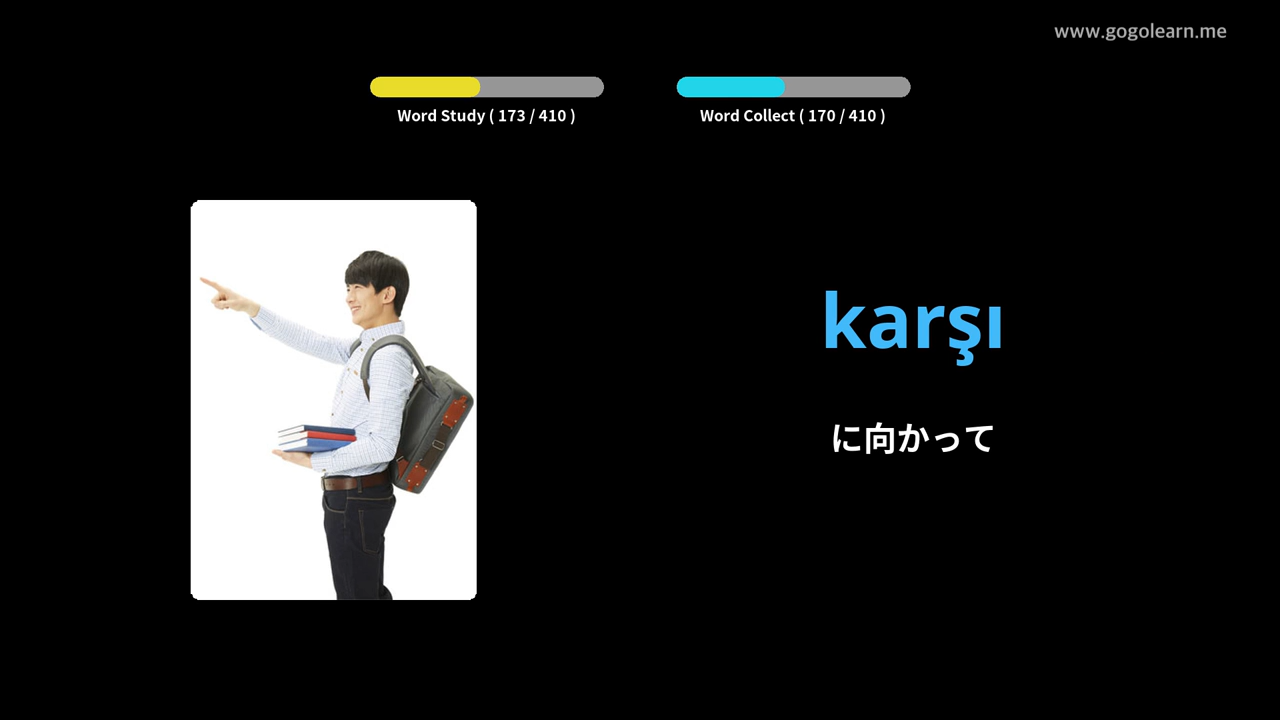 www.gogolearn.me
Word Study ( 173 / 410 )
Word Collect ( 170 / 410 )
karşı
に向かって